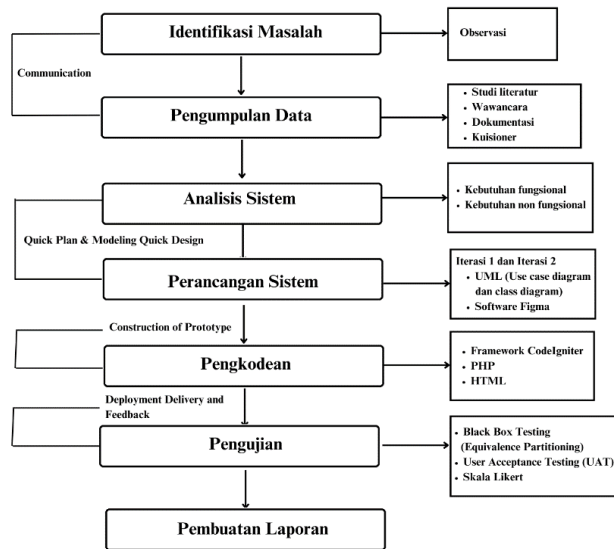 Identifikasi Masalah
Observasi
Communication
Pengumpulan Data
• Studi literatur
• Wawancara
• Dokumentasi
• Kuisioner
Analisis Sistem
• Kebutuhan fungsional
• Kebutuhan non fungsional
Quick Plan & Modeling Quick Design
Perancangan Sistem
Iterasi 1 dan Iterasi 2
• UML (Use case diagram
dan class diagram)
• Software Figma
Construction of Prototype
Pengkodean
• Framework CodeIgniter
• PHP
• HTML
Deployment Delivery and
Feedback
Pengujian
• Black Box Testing
(Equivalence Partitioning)
• User Acceptance Testing (UAT)
• Skala Likert
Pembuatan Laporan